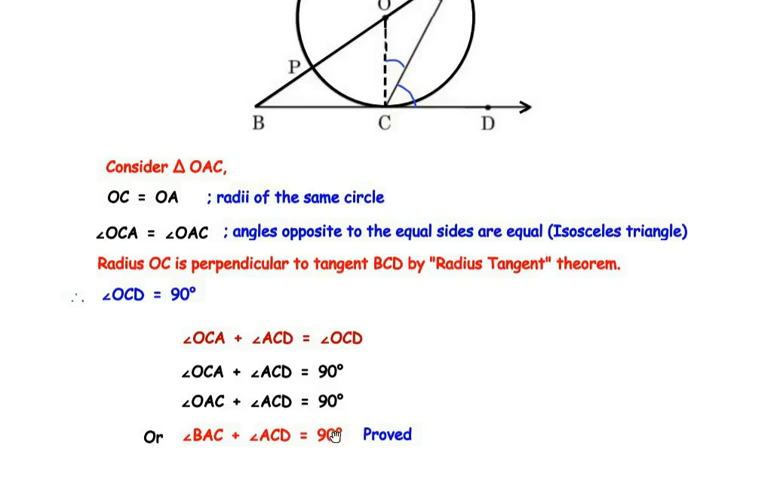 O
P
B C D
Consider Δ OAC,
OC = OA ; radii of the same circle
∠OCA = ∠OAC ; angles opposite to the equal sides are equal (Isosceles triangle)
Radius OC is perpendicular to tangent BCD by "Radius Tangent" theorem.
∴ ∠OCD = 90°
∠OCA + ∠ACD = ∠OCD
∠OCA + ∠ACD = 90°
∠OAC + ∠ACD = 90°
Or ∠BAC + ∠ACD = 90° Proved